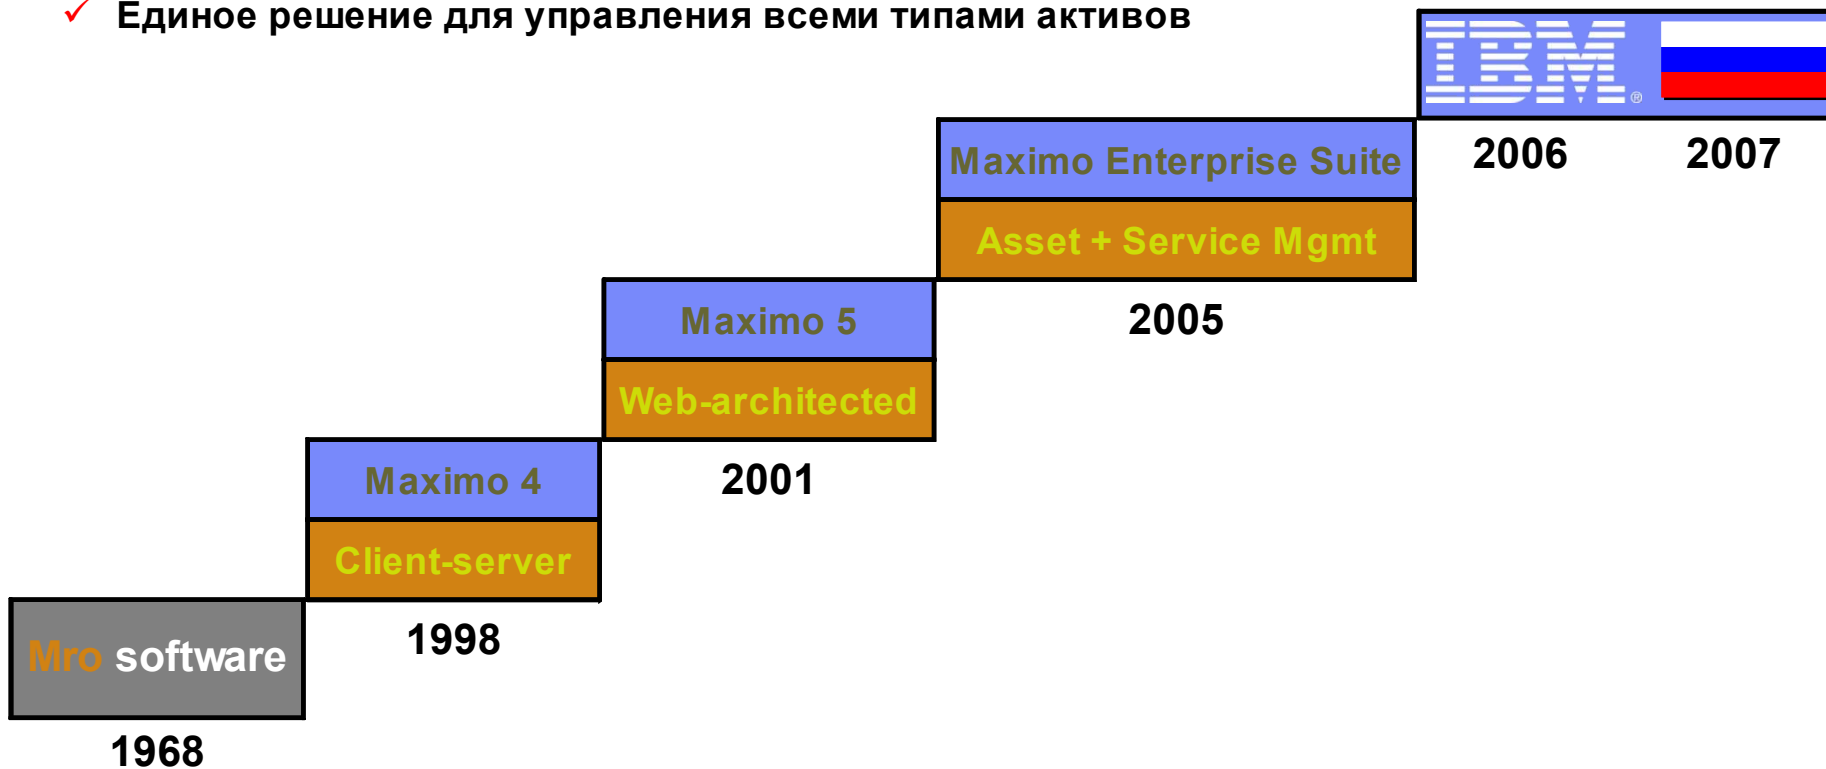 ✓ Единое решение для управления всеми типами активов
IBM®
2006 2007
Maximo Enterprise Suite
Asset + Service Mgmt
2005
Maximo 5
Web-architected
2001
Maximo 4
Client-server
1998
Mro software
1968